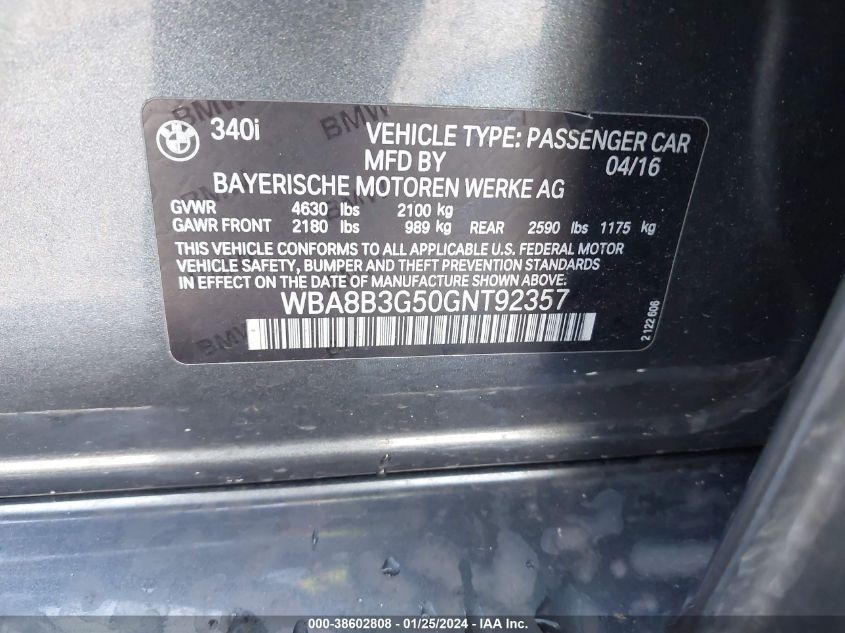 340i VEHICLE TYPE: PASSENGER CAR
MFD BY 04/16
BAYERISCHE MOTOREN WERKE AG
GVWR 4630 lbs 2100 kg
GAWR FRONT 2180 lbs 989 kg REAR 2590 lbs 1175 kg
THIS VEHICLE CONFORMS TO ALL APPLICABLE U.S. FEDERAL MOTOR
VEHICLE SAFETY, BUMPER AND THEFT PREVENTION STANDARDS
IN EFFECT ON THE DATE OF MANUFACTURE SHOWN ABOVE.
WBA8B3G50GNT92357
2 122 606
000-38602808 - 01/25/2024 - IAA Inc.